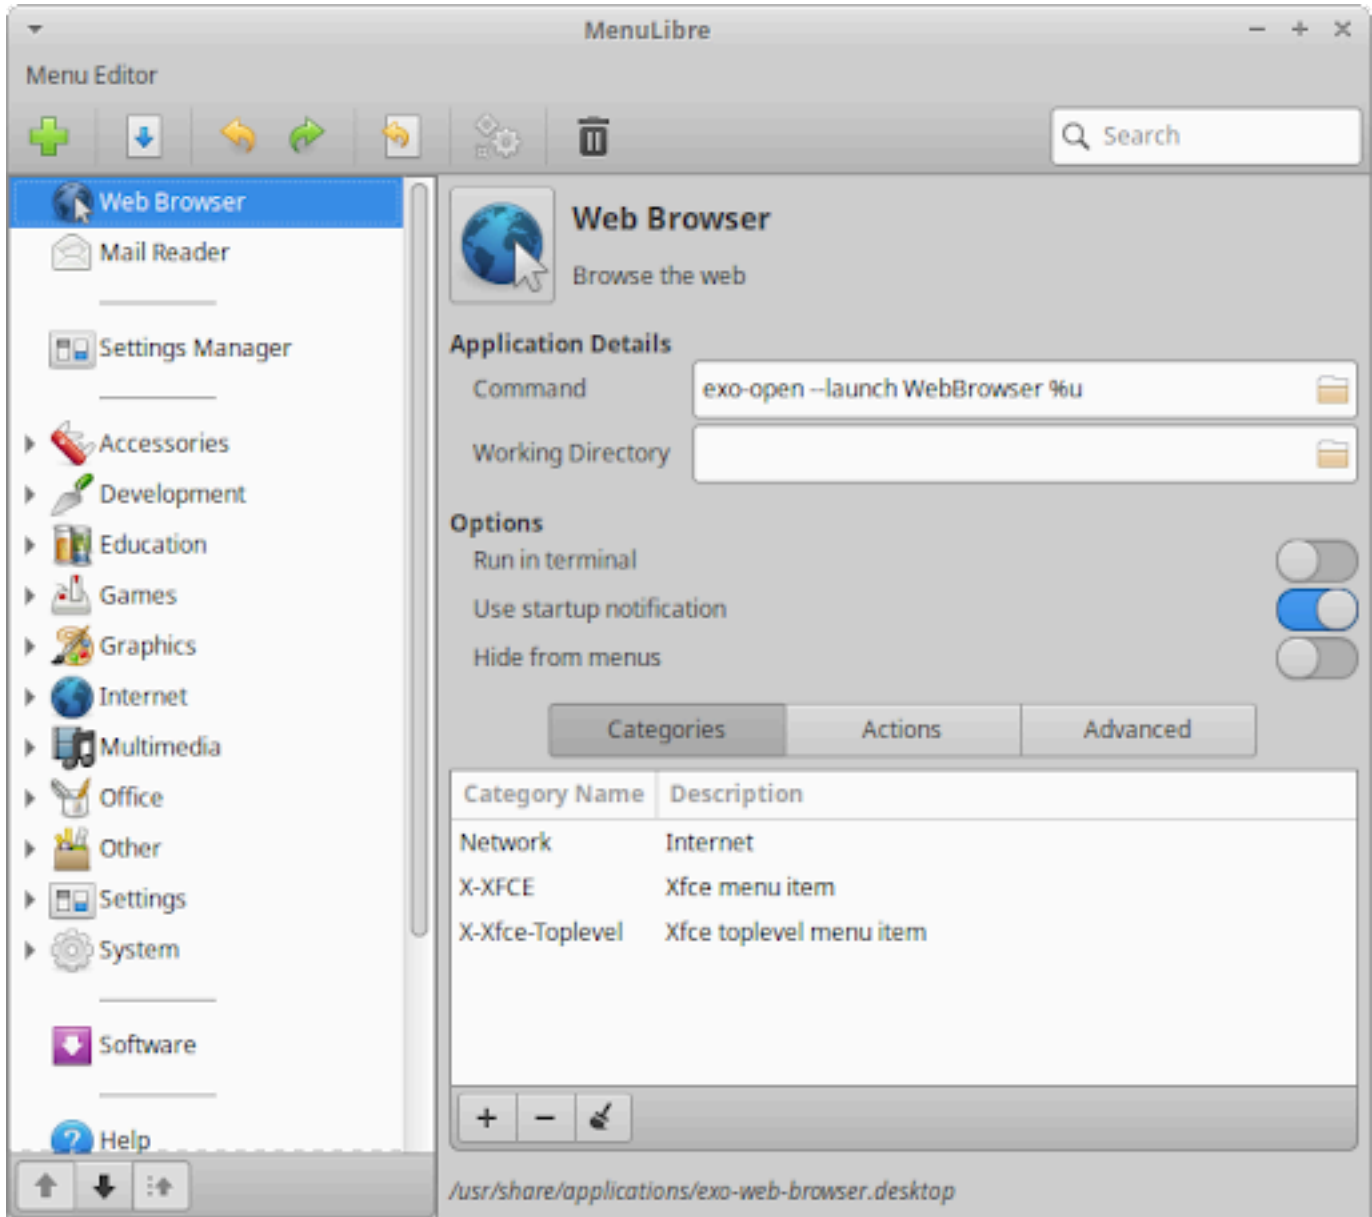 MenuLibre
Menu Editor
Search
Web Browser
Mail Reader
Settings Manager
Accessories
Development
Education
Games
Graphics
Internet
Multimedia
Office
Other
Settings
System
Software
Help
Web Browser
Browse the web
Application Details
Command exo-open --launch WebBrowser %u
Working Directory
Options
Run in terminal
Use startup notification
Hide from menus
Categories Actions Advanced
Category Name Description
Network Internet
X-XFCE Xfce menu item
X-Xfce-Toplevel Xfce toplevel menu item
/usr/share/applications/exo-web-browser.desktop